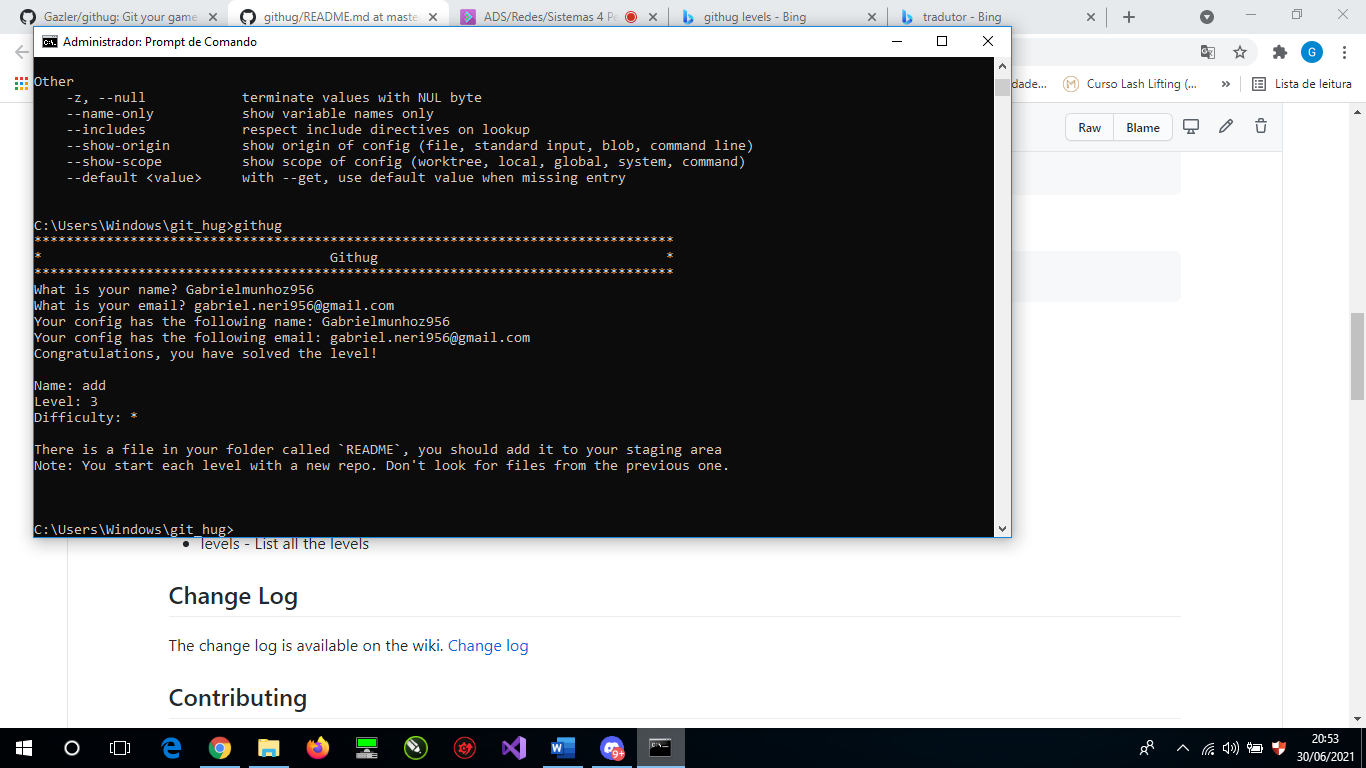 Gazler/githug: Git your game
githug/README.md at maste
ADS/Redes/Sistemas 4 Pe
githug levels - Bing
tradutor - Bing
Administrador: Prompt de Comando
G
dade...
Curso Lash Lifting (...
»
Lista de leitura
Raw
Blame
Other
-z, --null terminate values with NUL byte
--name-only show variable names only
--includes respect include directives on lookup
--show-origin show origin of config (file, standard input, blob, command line)
--show-scope show scope of config (worktree, local, global, system, command)
--default <value> with --get, use default value when missing entry
C:\Users\Windows\git_hug>githug
********************************************************************************
* Githug *
********************************************************************************
What is your name? Gabrielmunhoz956
What is your email? gabriel.neri956@gmail.com
Your config has the following name: Gabrielmunhoz956
Your config has the following email: gabriel.neri956@gmail.com
Congratulations, you have solved the level!
Name: add
Level: 3
Difficulty: *
There is a file in your folder called `README`, you should add it to your staging area
Note: You start each level with a new repo. Don't look for files from the previous one.
C:\Users\Windows\git_hug>
levels - List all the levels
Change Log
The change log is available on the wiki. Change log
Contributing
9+
20:53
30/06/2021